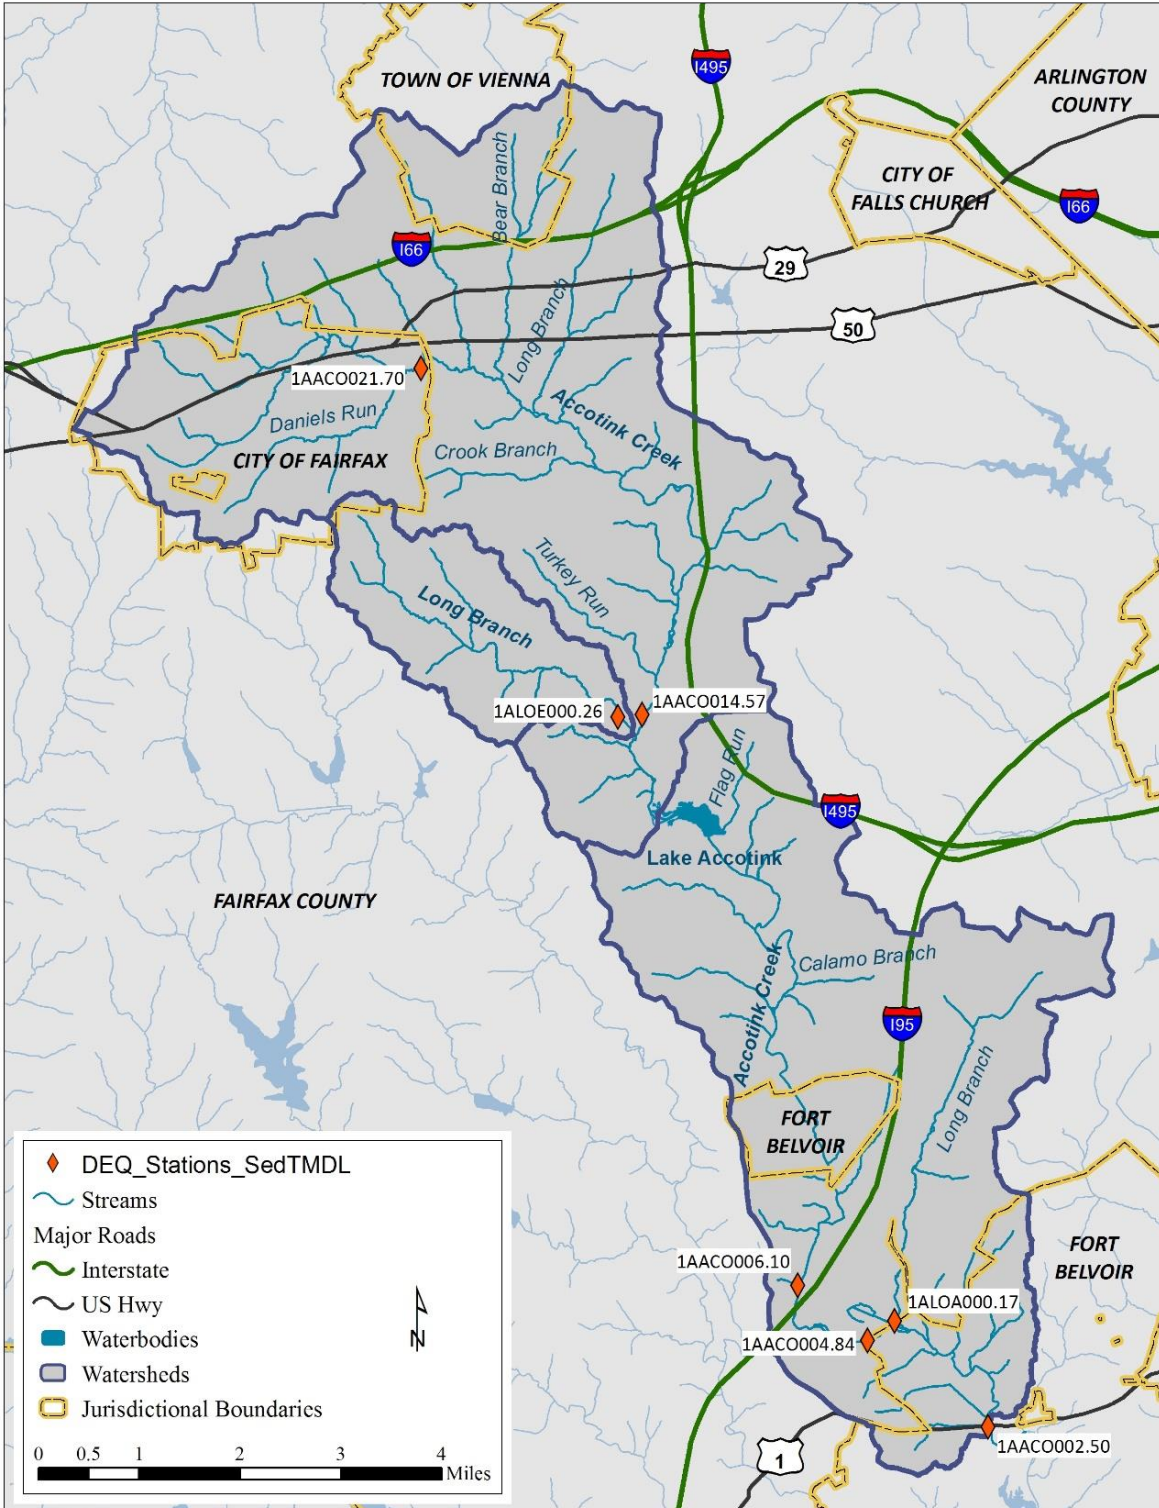 I495
TOWN OF VIENNA
ARLINGTON
COUNTY
Bear Branch
CITY OF
FALLS CHURCH
I66
I66
29
50
Long Branch
1AACO021.70
Accotink Creek
Daniels Run
Crook Branch
CITY OF FAIRFAX
Turkey Run
Long Branch
1ALOE000.26
1AACO014.57
Flag Run
I495
Lake Accotink
FAIRFAX COUNTY
Accotink Creek
Calamo Branch
I95
Long Branch
FORT
BELVOIR
FORT
BELVOIR
1AACO006.10
1ALOA000.17
1AACO004.84
1AACO002.50
1
DEQ_Stations_SedTMDL
Streams
Major Roads
Interstate
US Hwy
Waterbodies
Watersheds
Jurisdictional Boundaries
N
0 0.5 1 2 3 4
Miles